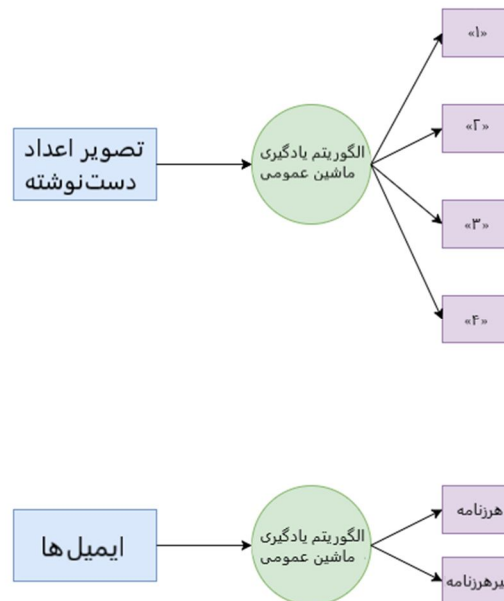 «۱»
تصویر اعداد
دست‌نوشته
الگوریتم یادگیری
ماشین عمومی
«۲»
«۳»
«۴»
ایمیل‌ها
الگوریتم یادگیری
ماشین عمومی
هرزنامه